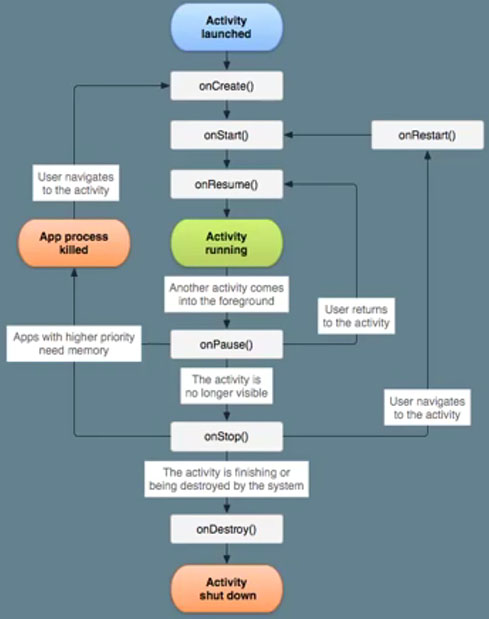 Activity
launched
onCreate()
onStart()
onRestart()
onResume()
User navigates
to the activity
App process
killed
Activity
running
Another activity comes
into the foreground
User returns
to the activity
Apps with higher priority
need memory
onPause()
The activity is
no longer visible
User navigates
to the activity
onStop()
The activity is finishing or
being destroyed by the system
onDestroy()
Activity
shut down